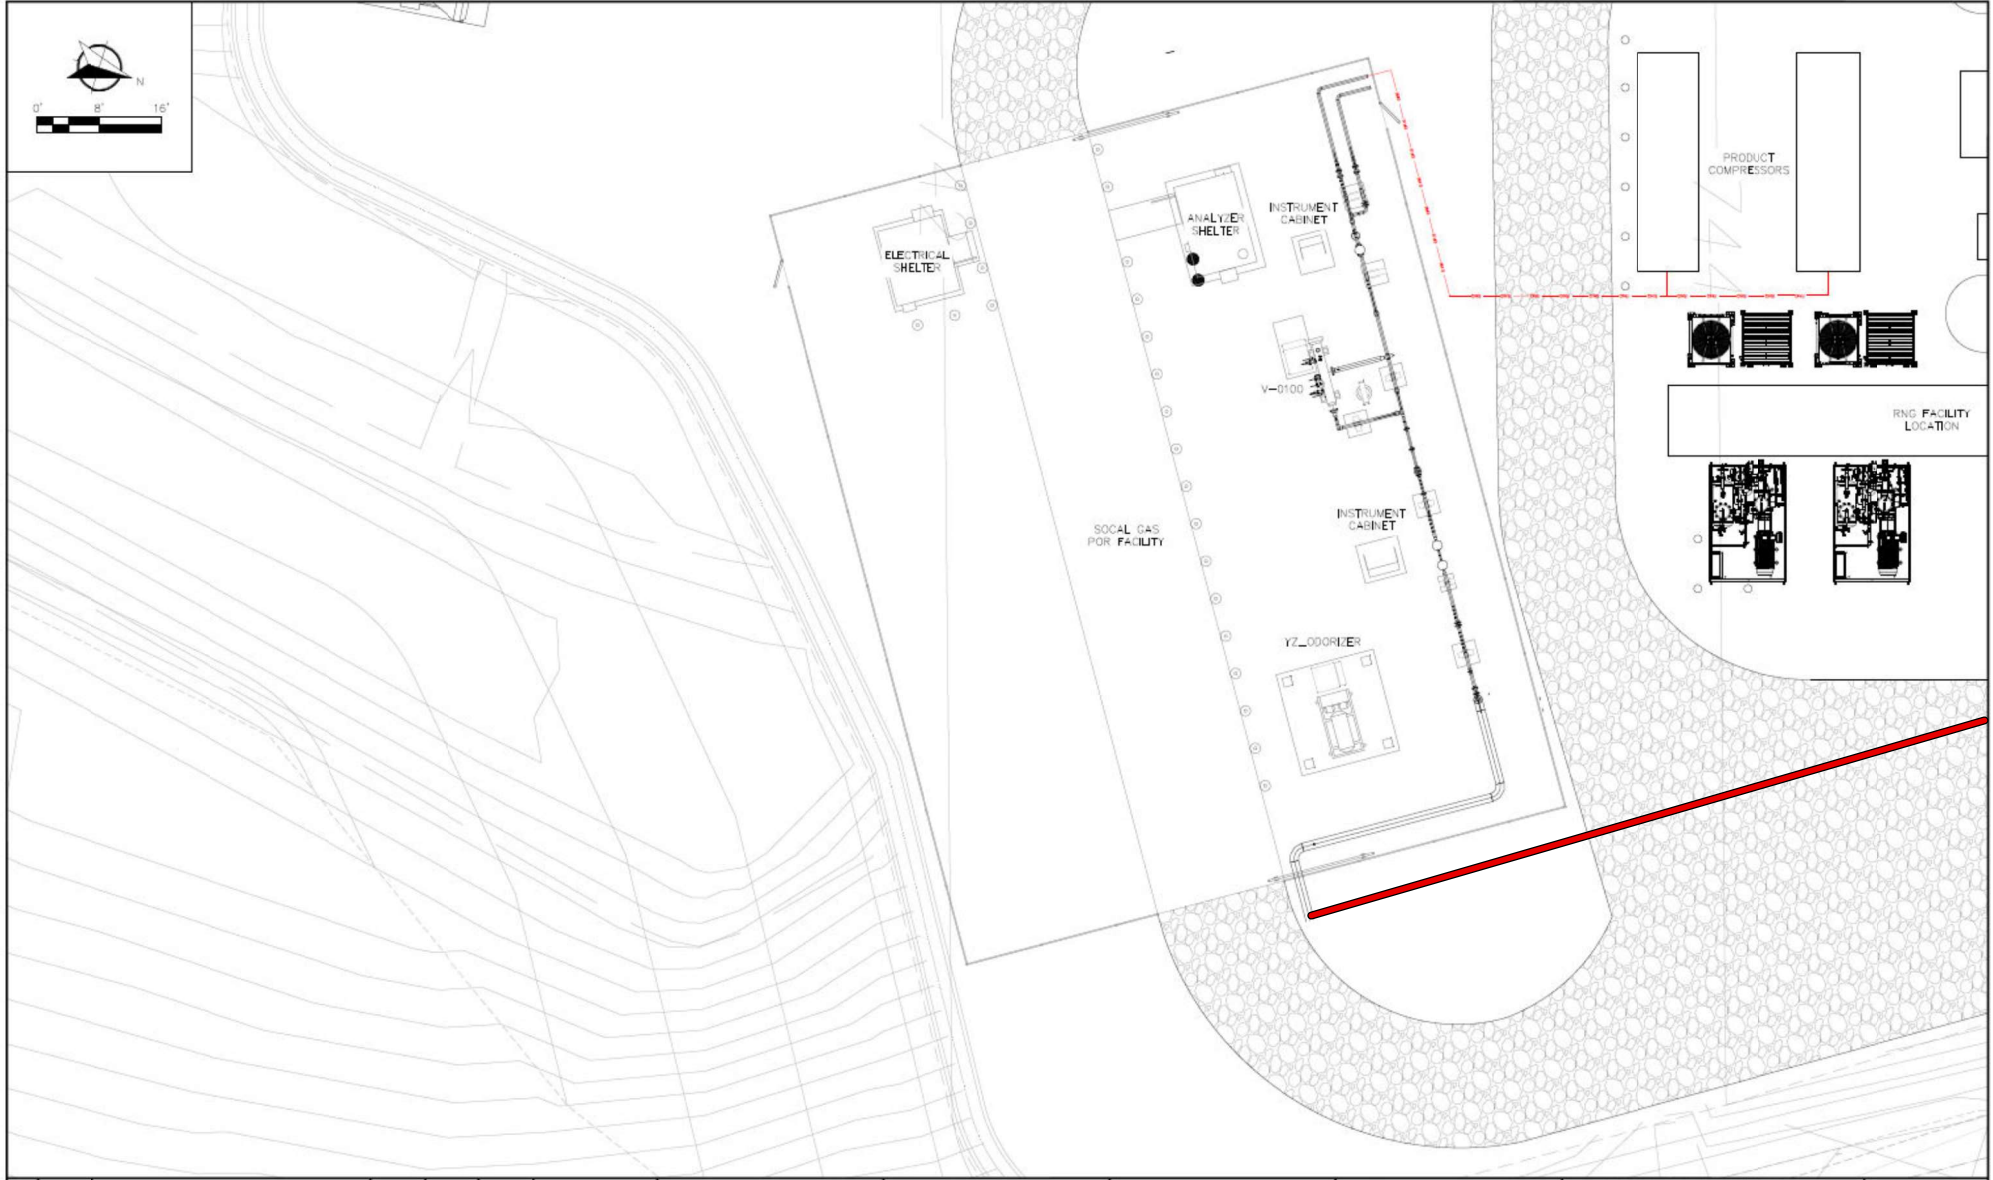 N
0' 8' 16'
PRODUCT
COMPRESSORS
INSTRUMENT
CABINET
ANALYZER
SHELTER
ELECTRICAL
SHELTER
V-0100
RNG FACILITY
LOCATION
INSTRUMENT
CABINET
SOCAL GAS
POR FACILITY
YZ_ODORIZER